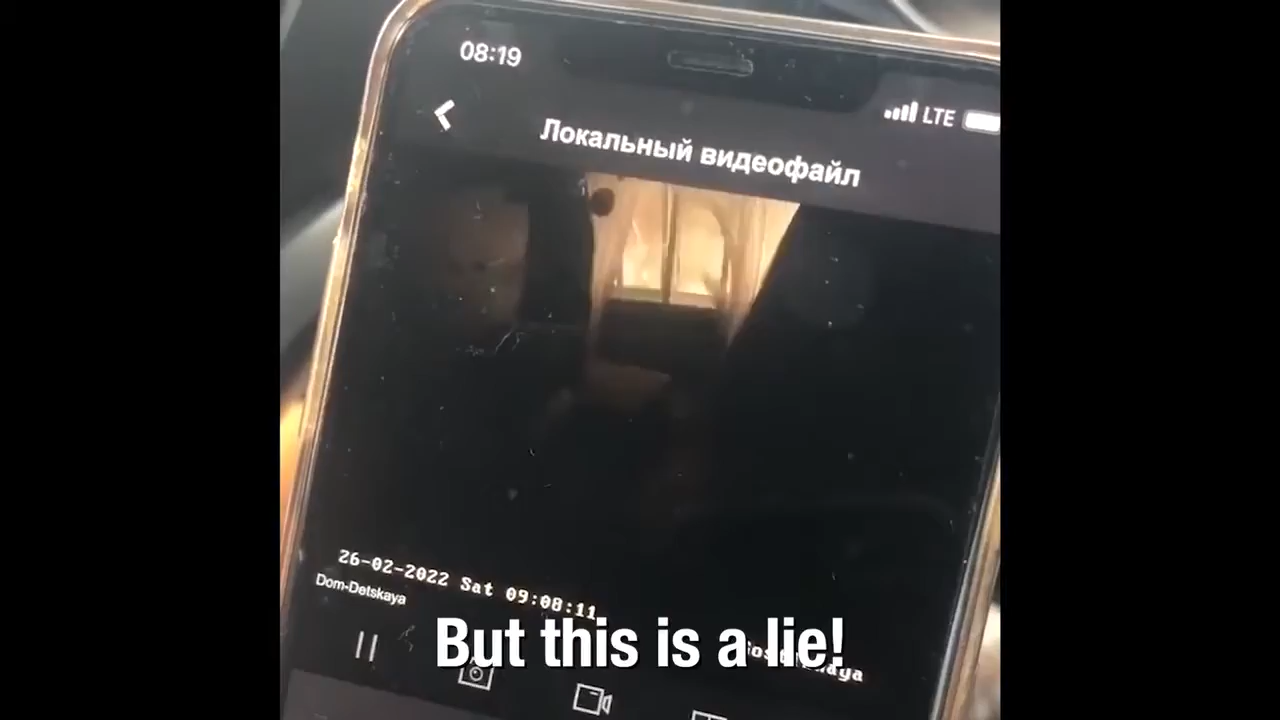 08:19
LTE
Локальный видеофайл
26-02-2022 Sat 09:08:11
Dom-Detskaya
But this is a lie!